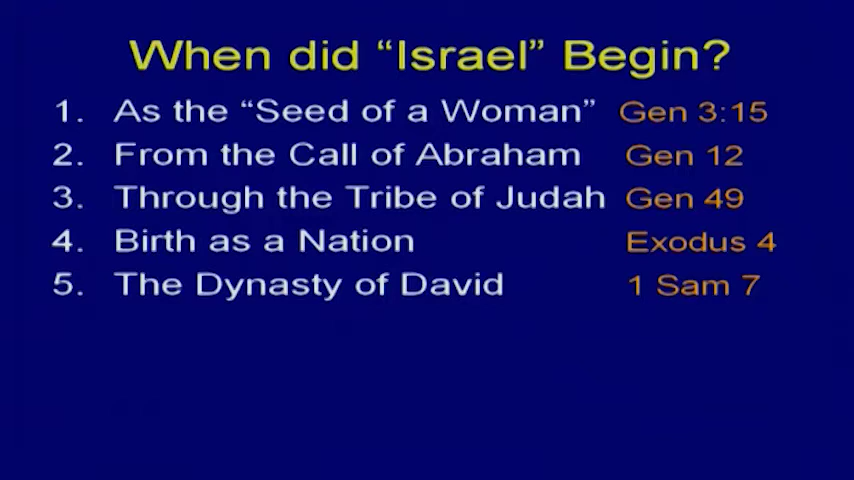 When did “Israel” Begin?
1. As the “Seed of a Woman” Gen 3:15
2. From the Call of Abraham Gen 12
3. Through the Tribe of Judah Gen 49
4. Birth as a Nation Exodus 4
5. The Dynasty of David 1 Sam 7